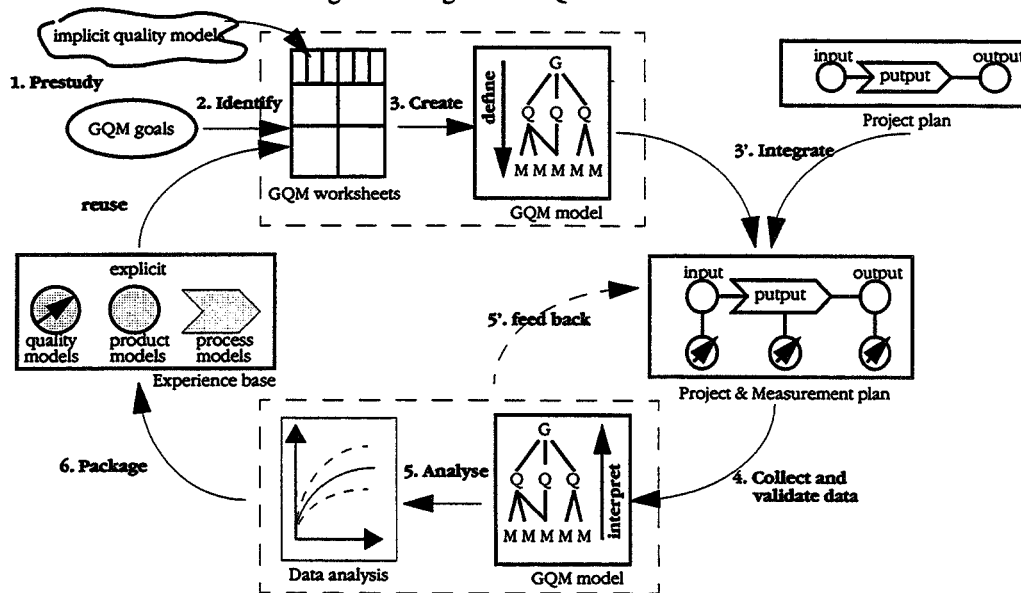 implicit quality model
1. Prestudy
GQM goals
2. Identify
GQM worksheets
3. Create
define
G
Q Q Q
M M M M M
GQM model
input
output
putput
Project plan
3'. Integrate
reuse
explicit
quality
models
product
models
process
models
Experience base
5'. feed back
input
output
putput
Project & Measurement plan
4. Collect and
validate data
6. Package
Data analysis
5. Analyse
G
Q Q Q
M M M M M
interpret
GQM model